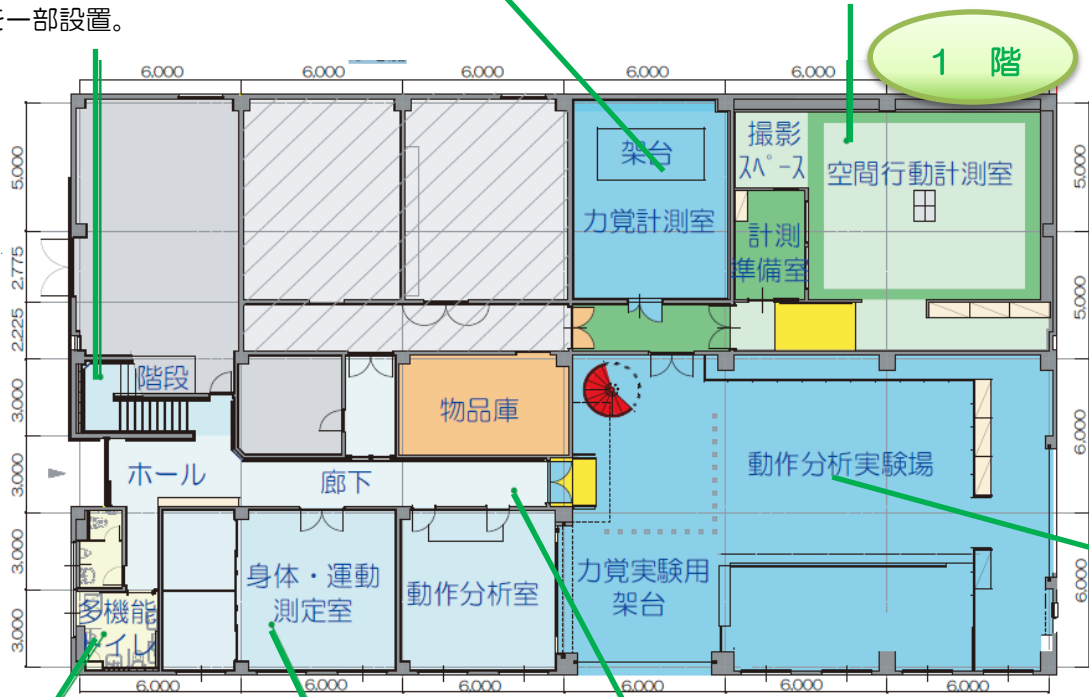 を一部設置。
1 階
6.000 6.000 6.000 6.000 6.000
5.000
2.775
2.225
3.000
3.000
3.000
3.000
架台
力覚計測室
撮影
スペース
計測
準備室
空間行動計測室
5.000
5.000
6.000
6.000
階段
物品庫
ホール
廊下
動作分析実験場
身体・運動
測定室
動作分析室
力覚実験用
架台
多機能
トイレ
6.000 6.000 6.000 6.000 6.000 6.000